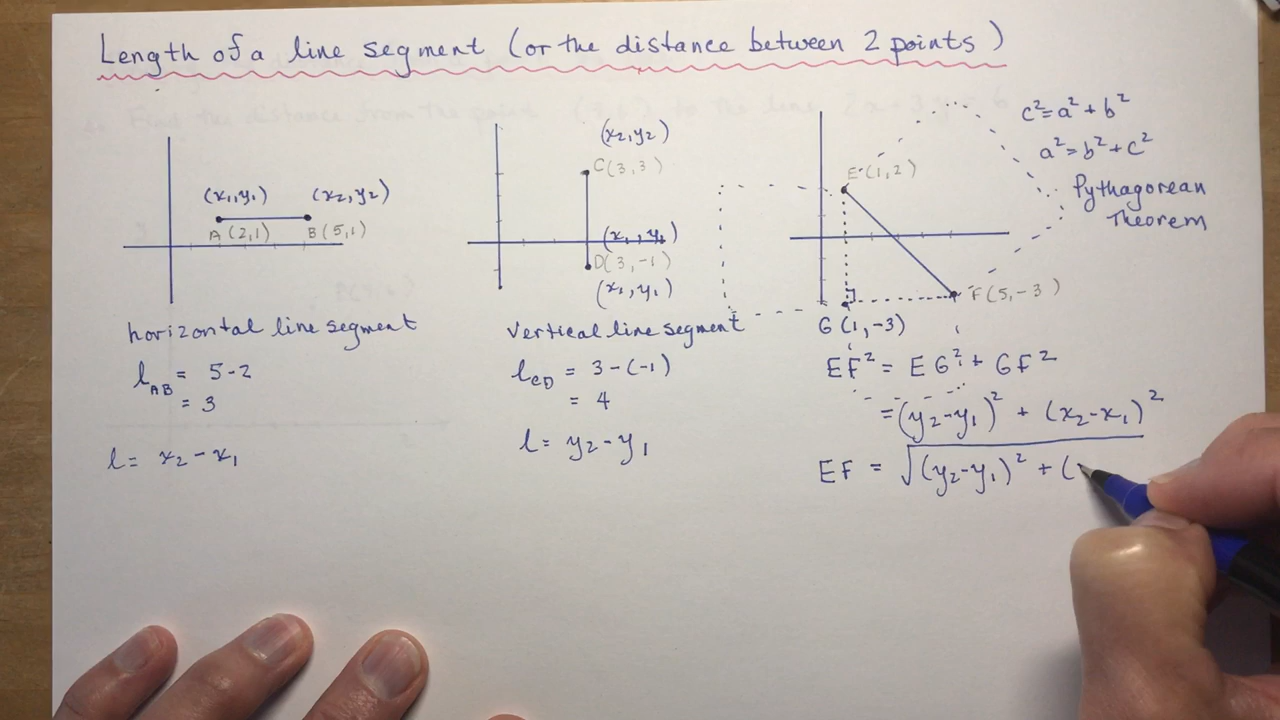 Length of a line segment (or the distance between 2 points)
(x₁,y₁) (x₂,y₂)
A(2,1) B(5,1)
horizontal line segment
l_AB = 5-2
= 3
l = x₂ - x₁
(x₂,y₂)
C(3,3)
(x₁,y₁)
D(3,-1)
(x₁,y₁)
Vertical line segment
l_CD = 3-(-1)
= 4
l = y₂ - y₁
c² = a² + b²
a² = b² + c²
Pythagorean
Theorem
E(1,2)
F(5,-3)
G(1,-3)
EF² = EG² + GF²
= (y₂-y₁)² + (x₂-x₁)²
EF = √(y₂-y₁)² + (